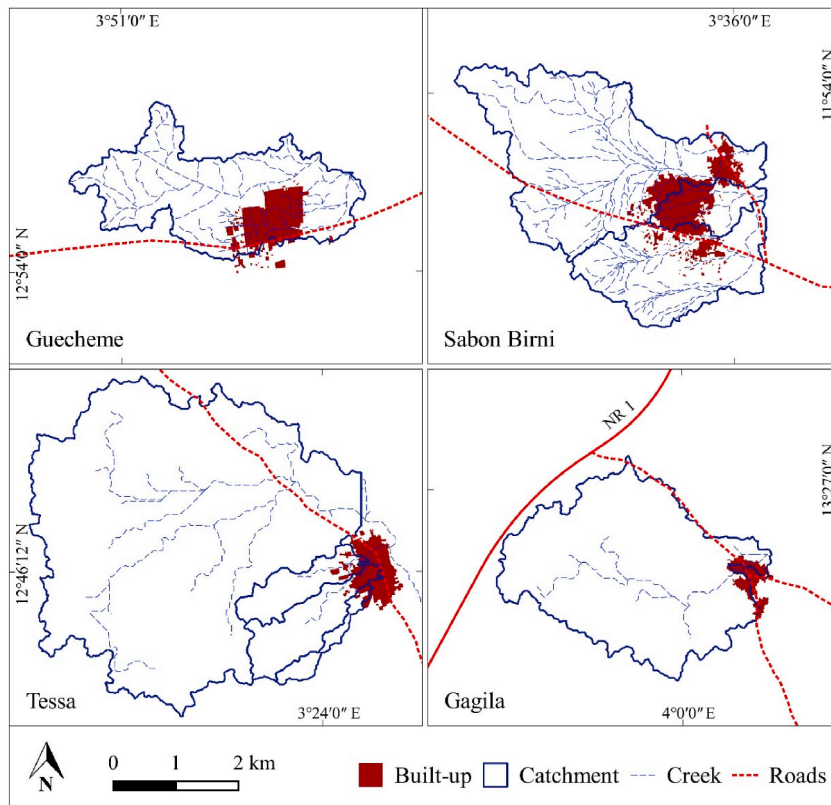 3°51′0″ E
12°54′0″ N
Guecheme
3°36′0″ E
11°54′0″ N
Sabon Birni
12°46′12″ N
3°24′0″ E
Tessa
NR 1
13°27′0″ N
4°0′0″ E
Gagila
N
0 1 2 km
Built-up Catchment Creek Roads